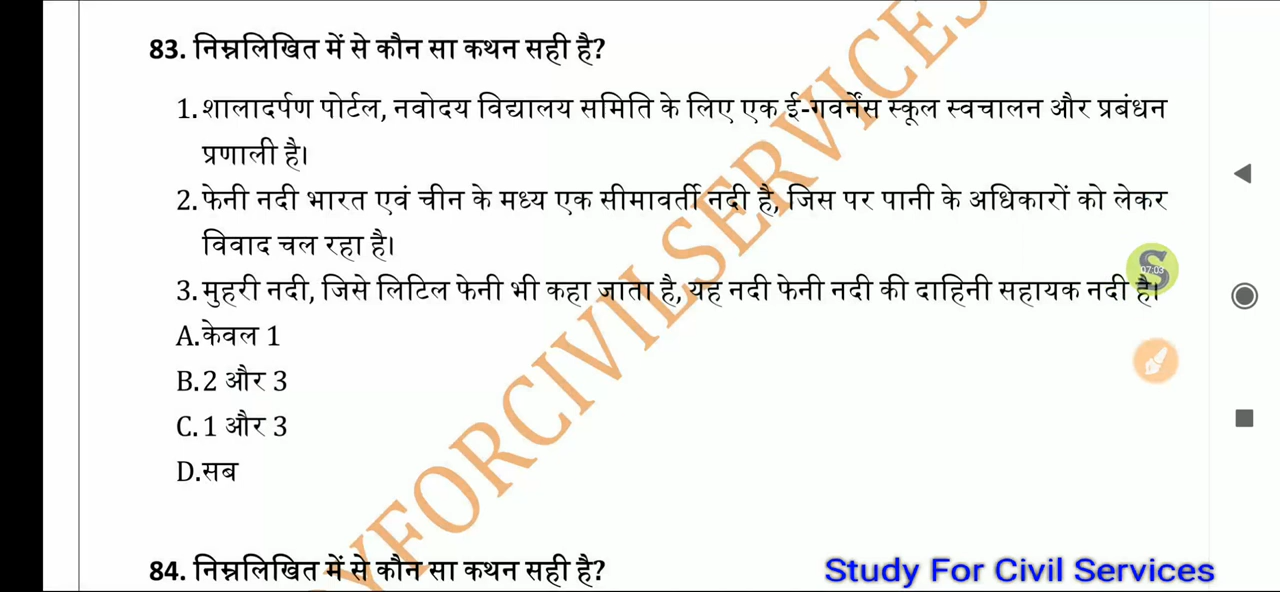 83. निम्नलिखित में से कौन सा कथन सही है?
1.शालादर्पण पोर्टल, नवोदय विद्यालय समिति के लिए एक ई-गवर्नेंस स्कूल स्वचालन और प्रबंधन
प्रणाली है।
2.फेनी नदी भारत एवं चीन के मध्य एक सीमावर्ती नदी है, जिस पर पानी के अधिकारों को लेकर
विवाद चल रहा है।
3.मुहरी नदी, जिसे लिटिल फेनी भी कहा जाता है, यह नदी फेनी नदी की दाहिनी सहायक नदी है।
A.केवल 1
B.2 और 3
C.1 और 3
D.सब
84. निम्नलिखित में से कौन सा कथन सही है?
Study For Civil Services
YFORCIVILSERVICES
S